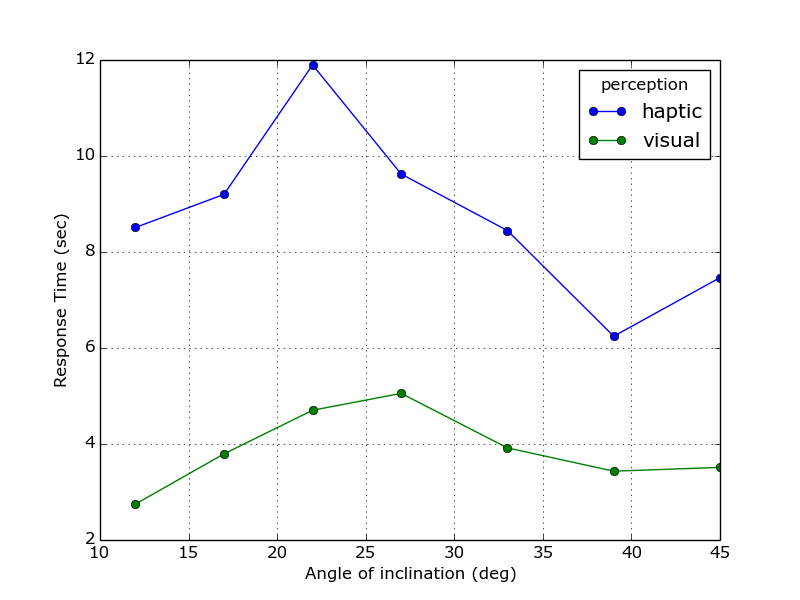 12
10
8
6
4
2
10 15 20 25 30 35 40 45
Response Time (sec)
Angle of inclination (deg)
perception
haptic
visual